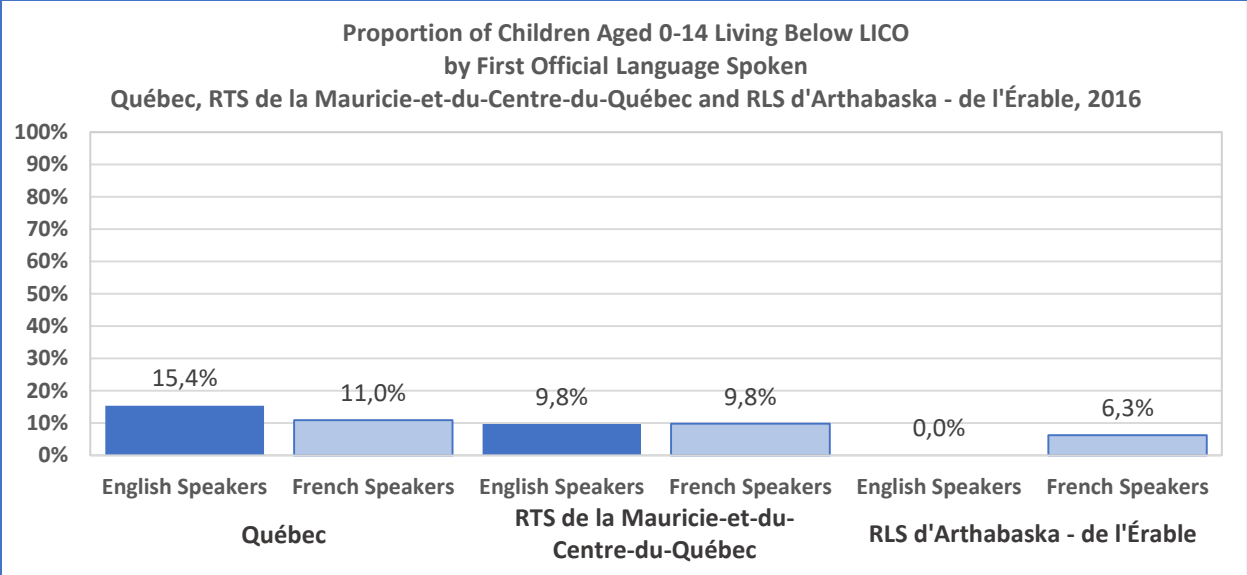 Proportion of Children Aged 0-14 Living Below LICO
by First Official Language Spoken
Québec, RTS de la Mauricie-et-du-Centre-du-Québec and RLS d'Arthabaska - de l'Érable, 2016
100%
90%
80%
70%
60%
50%
40%
30%
20%
10%
0%
15,4%
11,0%
9,8%
9,8%
0,0%
6,3%
English Speakers
French Speakers
English Speakers
French Speakers
English Speakers
French Speakers
Québec
RTS de la Mauricie-et-du-
Centre-du-Québec
RLS d'Arthabaska - de l'Érable